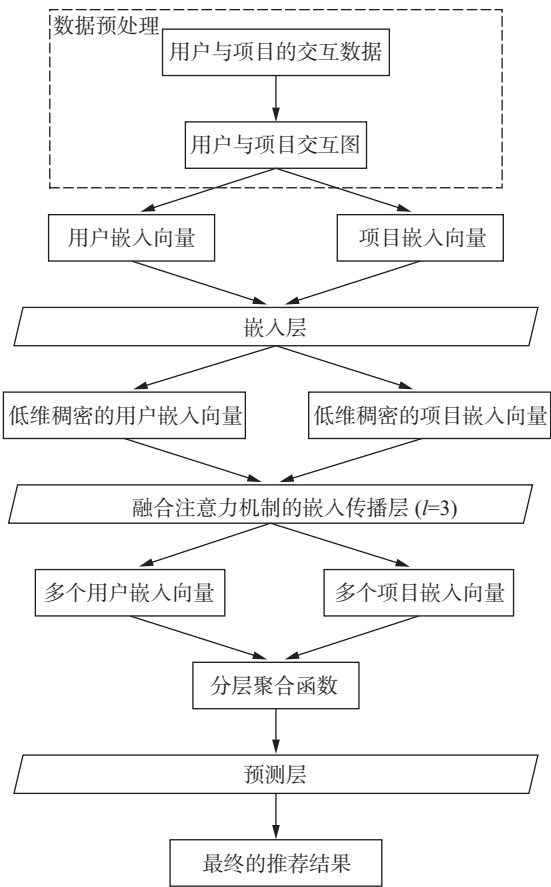 数据预处理
用户与项目的交互数据
用户与项目交互图
用户嵌入向量
项目嵌入向量
嵌入层
低维稠密的用户嵌入向量
低维稠密的项目嵌入向量
融合注意力机制的嵌入传播层 (l=3)
多个用户嵌入向量
多个项目嵌入向量
分层聚合函数
预测层
最终的推荐结果